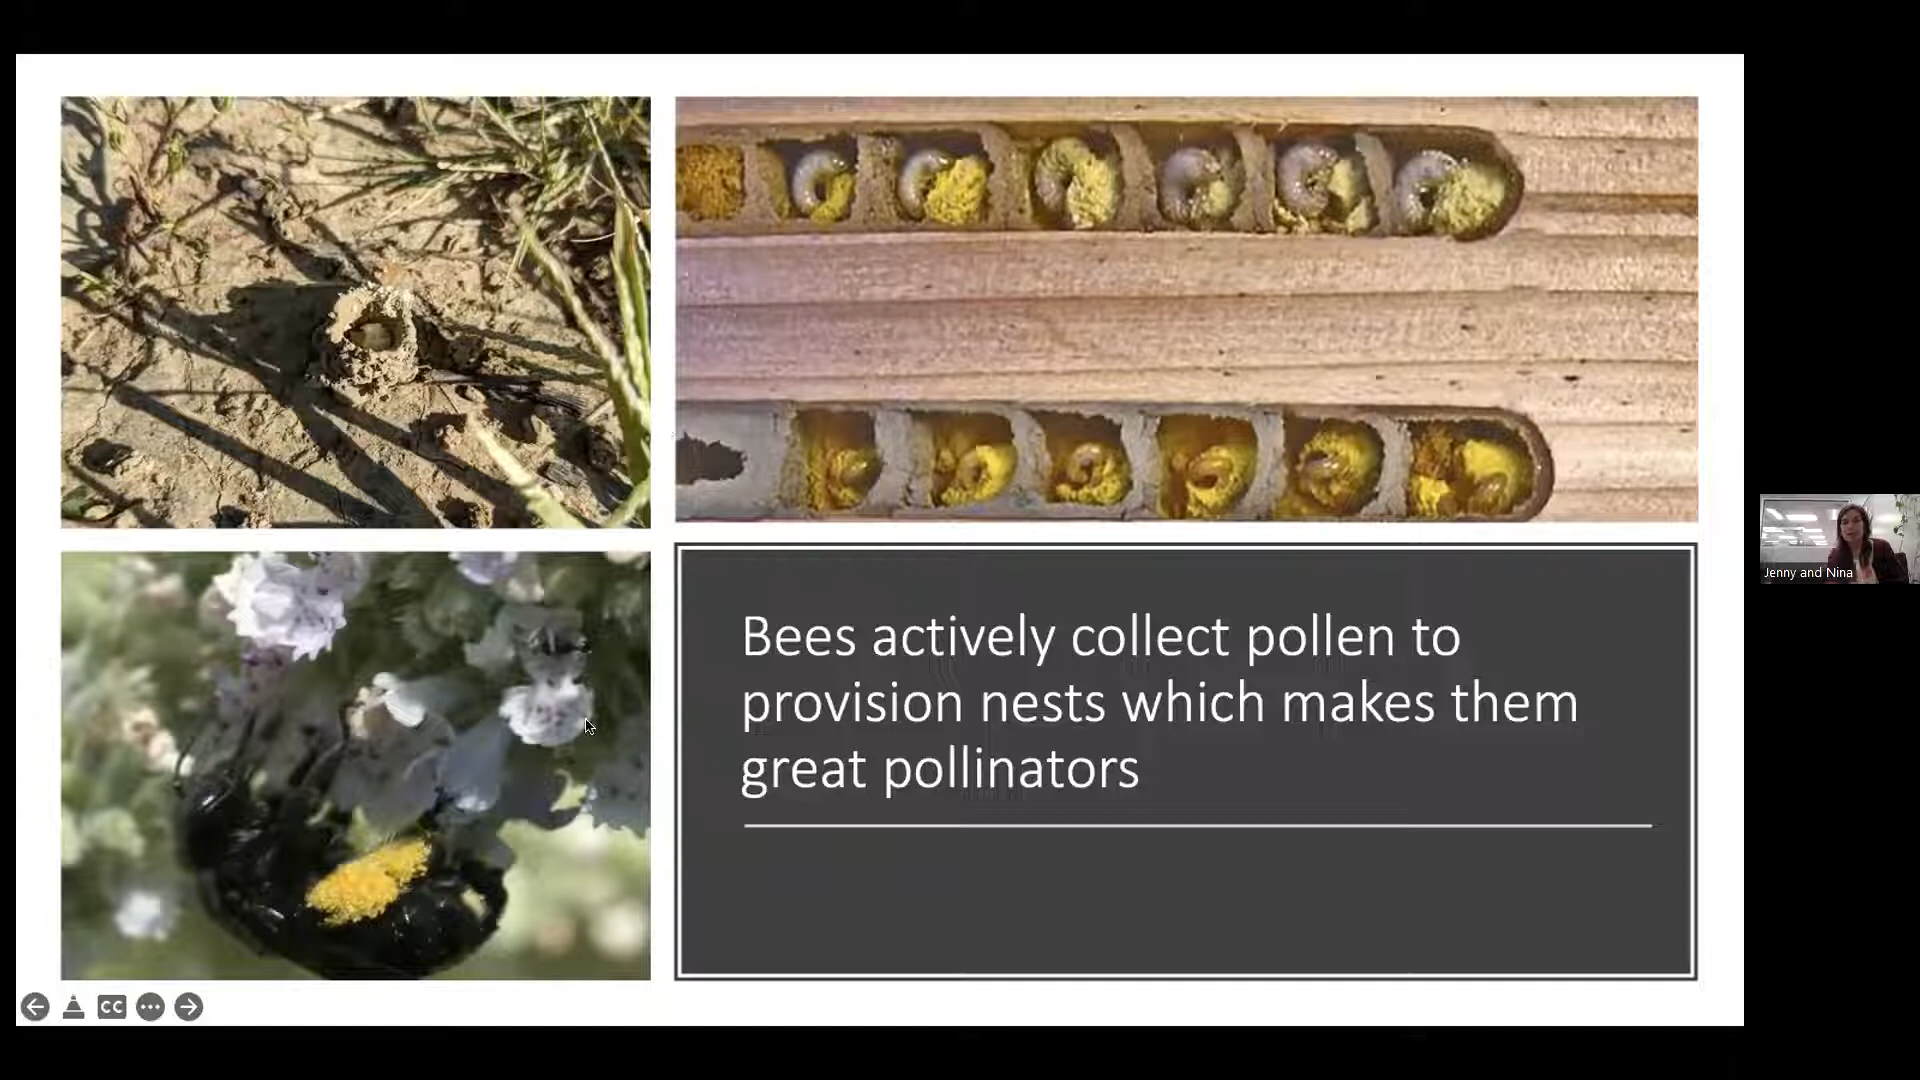 Bees actively collect pollen to
provision nests which makes them
great pollinators
Jenny and Nina
CC